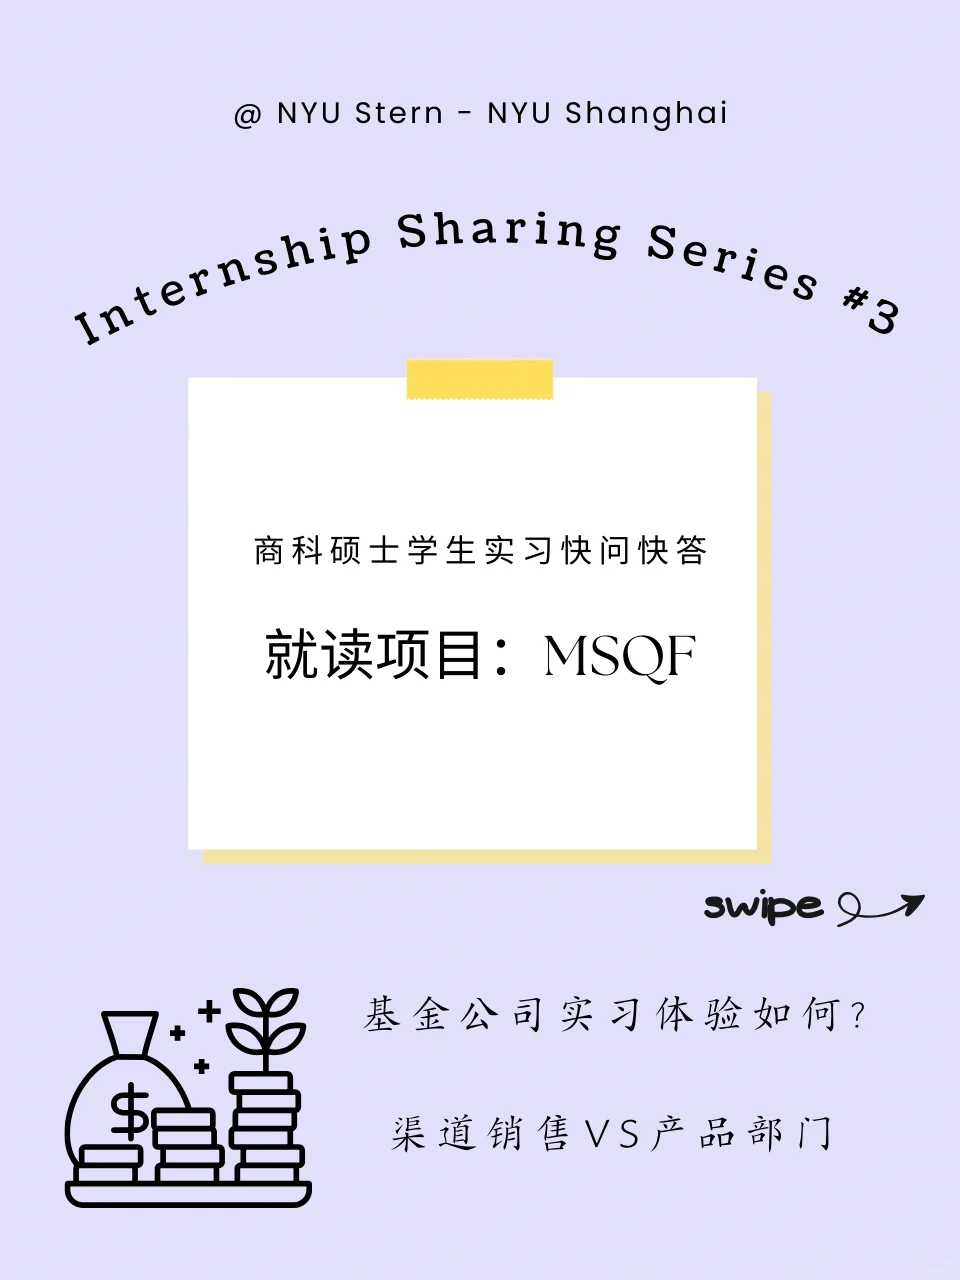 @ NYU Stern - NYU Shanghai
Internship Sharing Series #3
商科硕士学生实习快问快答
就读项目：MSQF
swipe
基金公司实习体验如何？
渠道销售VS产品部门
$